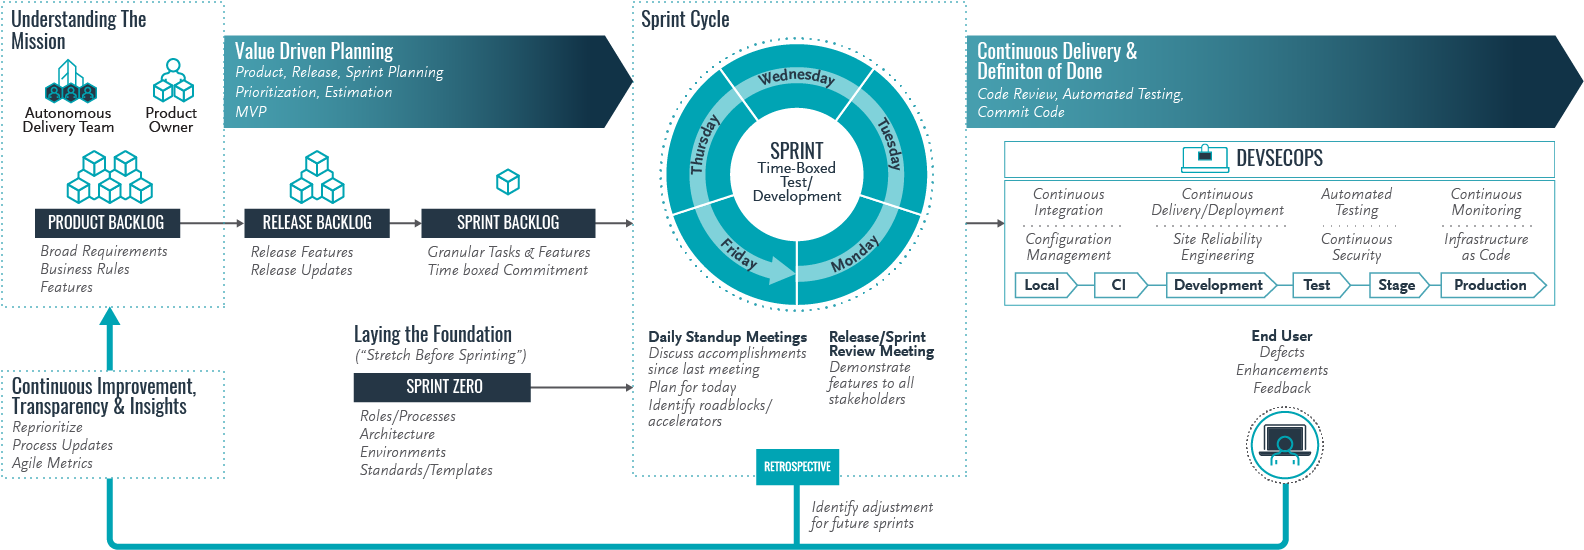 Understanding The
Mission
Autonomous
Delivery Team
Product
Owner
PRODUCT BACKLOG
Broad Requirements
Business Rules
Features
Value Driven Planning
Product, Release, Sprint Planning
Prioritization, Estimation
MVP
RELEASE BACKLOG
Release Features
Release Updates
SPRINT BACKLOG
Granular Tasks & Features
Time boxed Commitment
Laying the Foundation
(“Stretch Before Sprinting”)
SPRINT ZERO
Roles/Processes
Architecture
Environments
Standards/Templates
Sprint Cycle
Monday
Tuesday
Wednesday
Thursday
Friday
SPRINT
Time-Boxed
Test/
Development
Daily Standup Meetings
Discuss accomplishments
since last meeting
Plan for today
Identify roadblocks/
accelerators
Release/Sprint
Review Meeting
Demonstrate
features to all
stakeholders
RETROSPECTIVE
Identify adjustment
for future sprints
Continuous Delivery &
Definiton of Done
Code Review, Automated Testing,
Commit Code
DEVSECOPS
Continuous
Integration
Configuration
Management
Continuous
Delivery/Deployment
Site Reliability
Engineering
Automated
Testing
Continuous
Security
Continuous
Monitoring
Infrastructure
as Code
Local
CI
Development
Test
Stage
Production
End User
Defects
Enhancements
Feedback
Continuous Improvement,
Transparency & Insights
Reprioritize
Process Updates
Agile Metrics